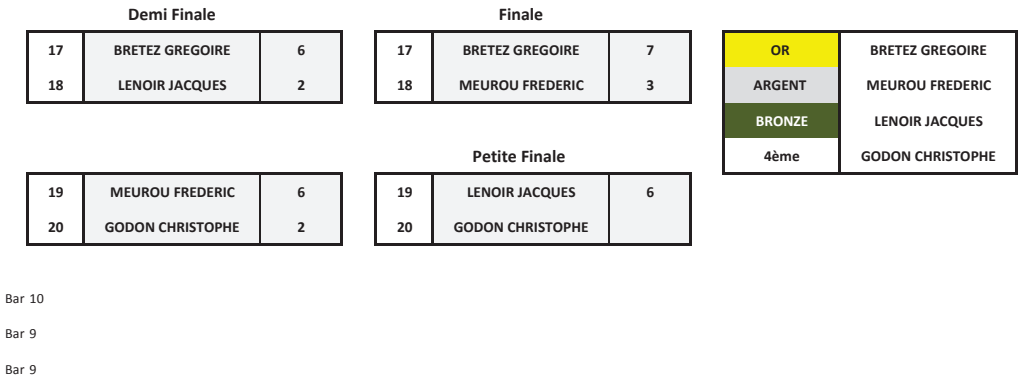 Demi Finale
17 BRETEZ GREGOIRE 6
18 LENOIR JACQUES 2
19 MEUROU FREDERIC 6
20 GODON CHRISTOPHE 2
Finale
17 BRETEZ GREGOIRE 7
18 MEUROU FREDERIC 3
Petite Finale
19 LENOIR JACQUES 6
20 GODON CHRISTOPHE
OR BRETEZ GREGOIRE
ARGENT MEUROU FREDERIC
BRONZE LENOIR JACQUES
4ème GODON CHRISTOPHE
Bar 10
Bar 9
Bar 9